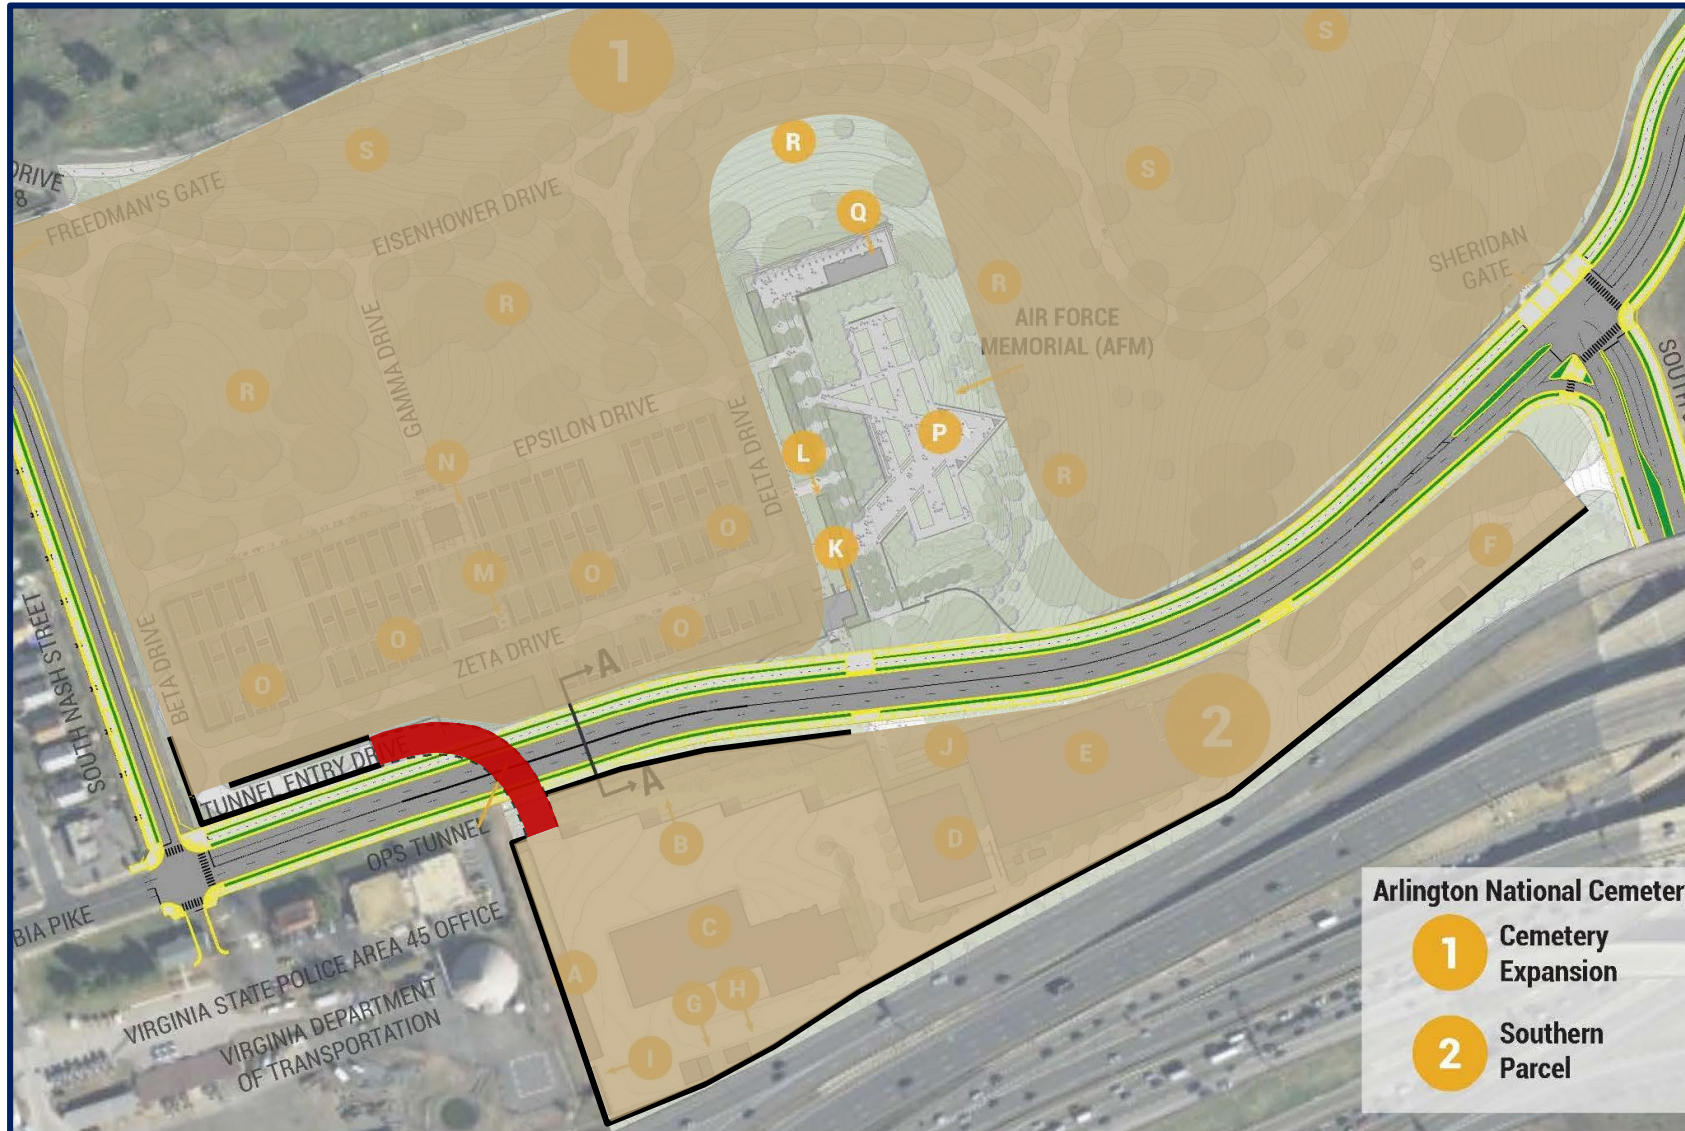 1
S
S
S
DRIVE
8
FREEDMAN'S GATE
EISENHOWER DRIVE
R
Q
R
R
R
R
SHERIDAN
GATE
AIR FORCE
MEMORIAL (AFM)
GAMMA DRIVE
EPSILON DRIVE
DELTA DRIVE
SOUTH
P
L
N
K
M
O
O
O
O
O
F
SOUTH NASH STREET
BETA DRIVE
ZETA DRIVE
A
A
TUNNEL ENTRY DRIVE
OPS TUNNEL
2
J
E
B
D
C
A
G
H
I
BIA PIKE
VIRGINIA STATE POLICE AREA 45 OFFICE
VIRGINIA DEPARTMENT
OF TRANSPORTATION
Arlington National Cemeter
1
Cemetery
Expansion
2
Southern
Parcel